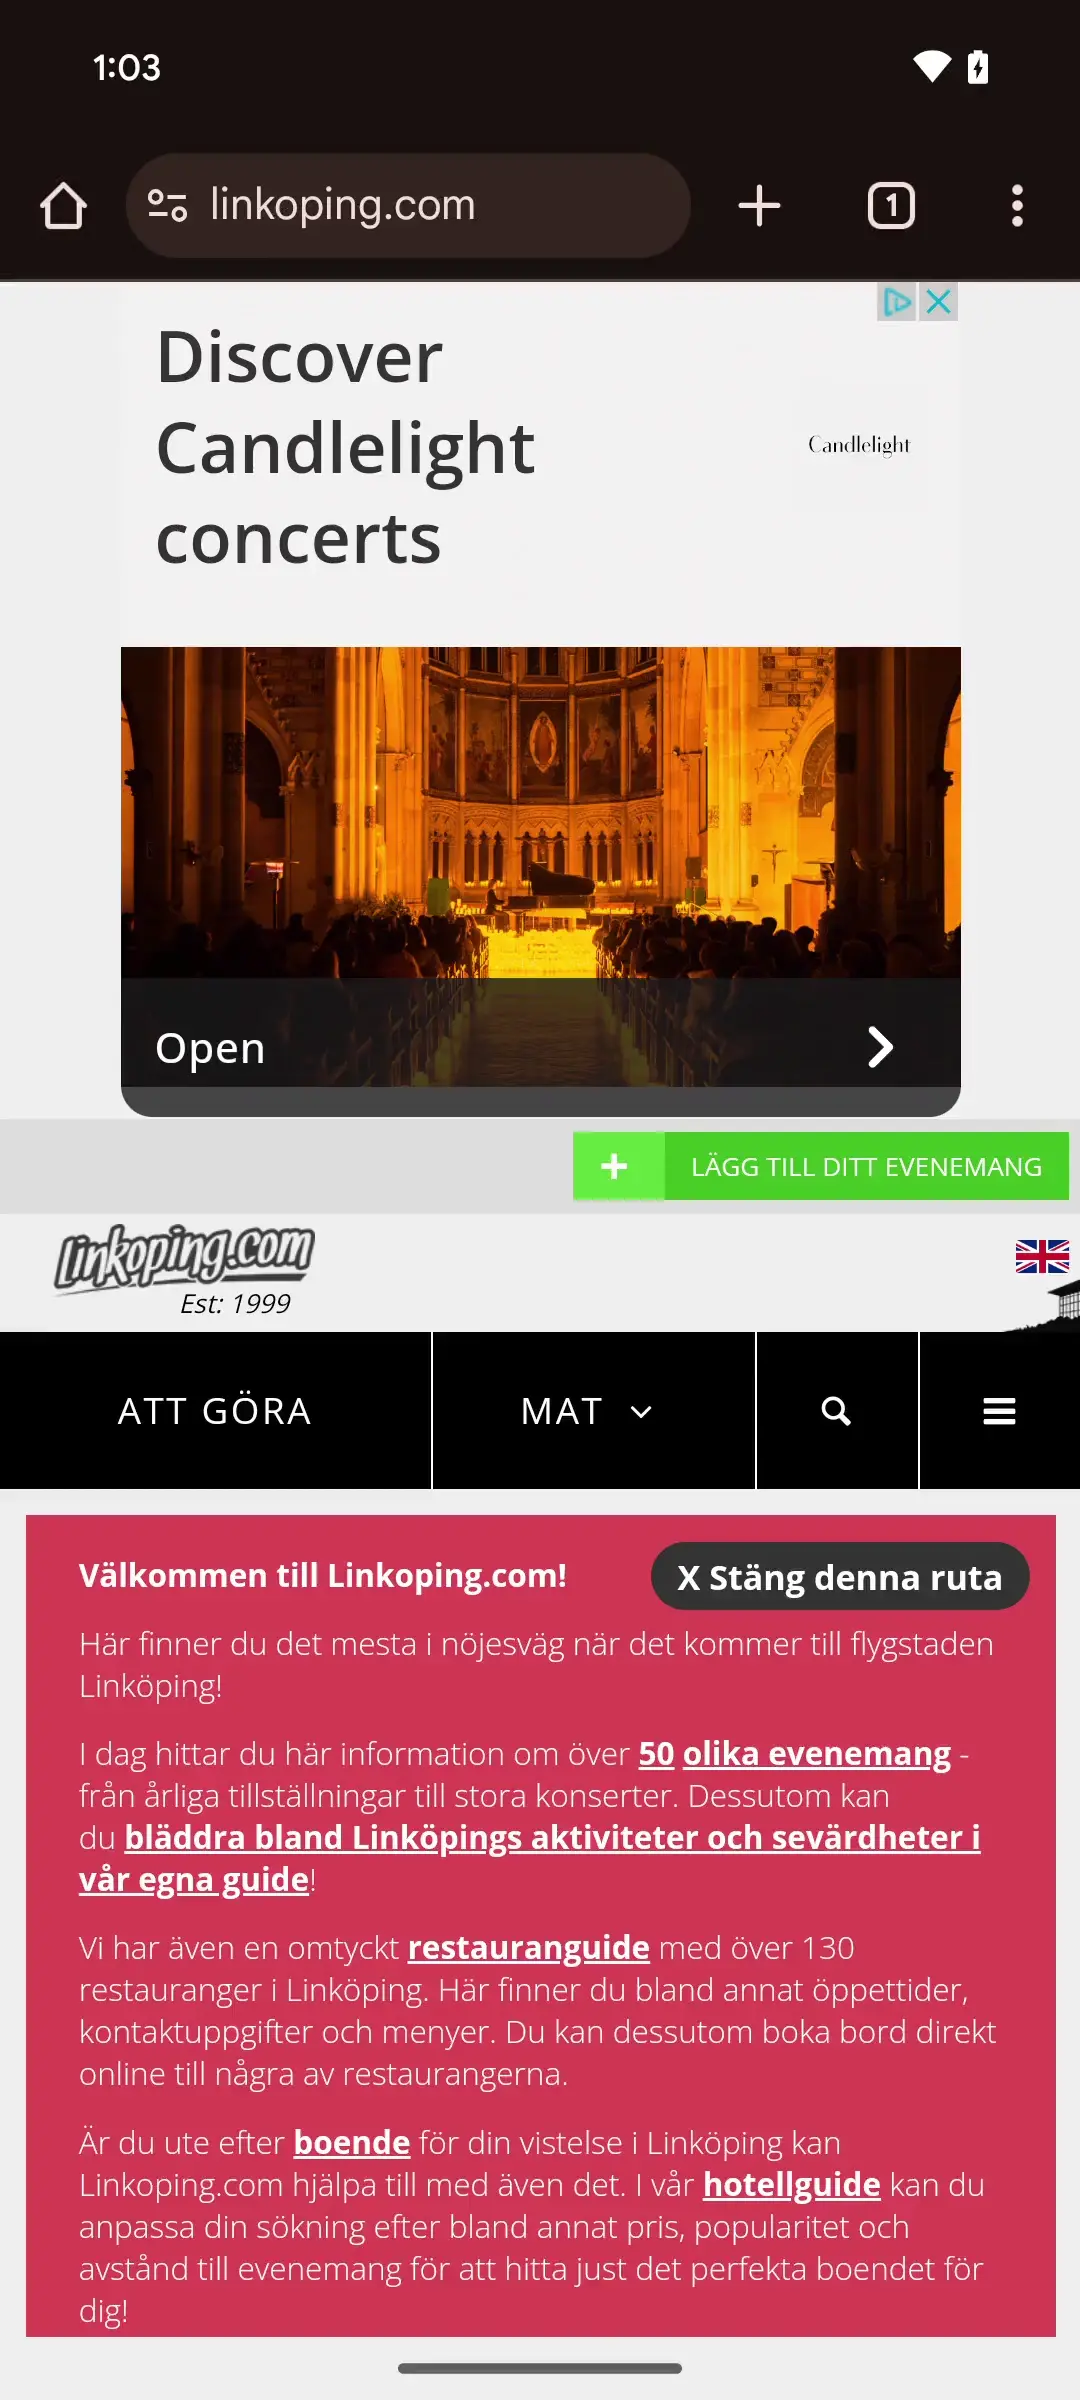 1:03
linkoping.com
1
Discover
Candlelight
concerts
Candlelight
Open
LÄGG TILL DITT EVENEMANG
linkoping.com
Est: 1999
ATT GÖRA
MAT
Välkommen till Linkoping.com!
X Stäng denna ruta
Här finner du det mesta i nöjesväg när det kommer till flygstaden
Linköping!
I dag hittar du här information om över 50 olika evenemang -
från årliga tillställningar till stora konserter. Dessutom kan
du bläddra bland Linköpings aktiviteter och sevärdheter i
vår egna guide!
Vi har även en omtyckt restauranguide med över 130
restauranger i Linköping. Här finner du bland annat öppettider,
kontaktuppgifter och menyer. Du kan dessutom boka bord direkt
online till några av restaurangerna.
Är du ute efter boende för din vistelse i Linköping kan
Linkoping.com hjälpa till med även det. I vår hotellguide kan du
anpassa din sökning efter bland annat pris, popularitet och
avstånd till evenemang för att hitta just det perfekta boendet för
dig!